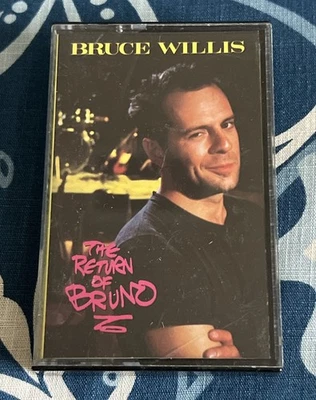 BRUCE WILLIS
THE
RETURN
OF
BRUNO